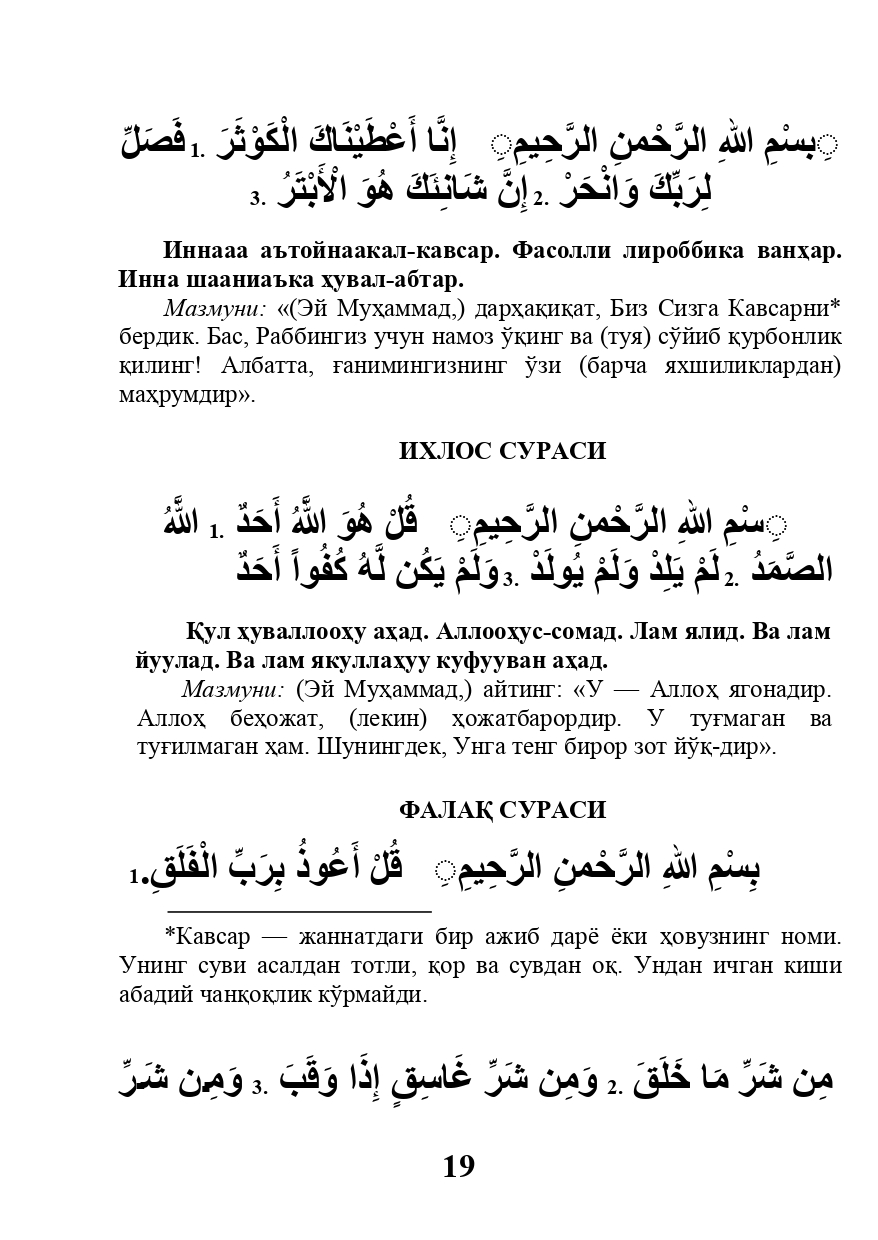 بِسْمِ اللهِ الرَّحْمنِ الرَّحِيمِ إِنَّا أَعْطَيْنَاكَ الْكَوْثَرَ .1 فَصَلِّ
لِرَبِّكَ وَانْحَرْ .2 إِنَّ شَانِئَكَ هُوَ الْأَبْتَرُ .3
Иннааа аътойнаакал-кавсар. Фасолли лироббика ванҳар.
Инна шааниаъка ҳувал-абтар.
Мазмуни: «(Эй Муҳаммад,) дарҳақиқат, Биз Сизга Кавсарни*
бердик. Бас, Раббингиз учун намоз ўқинг ва (туя) сўйиб қурбонлик
қилинг! Албатта, ғанимингизнинг ўзи (барча яхшиликлардан)
маҳрумдир».
ИХЛОС СУРАСИ
ِسْمِ اللهِ الرَّحْمنِ الرَّحِيمِ قُلْ هُوَ اللَّهُ أَحَدٌ .1 اللَّهُ
الصَّمَدُ .2 لَمْ يَلِدْ وَلَمْ يُولَدْ .3 وَلَمْ يَكُن لَّهُ كُفُواً أَحَدٌ
Қул ҳуваллооҳу аҳад. Аллооҳус-сомад. Лам ялид. Ва лам
йуулад. Ва лам якуллаҳуу куфууван аҳад.
Мазмуни: (Эй Муҳаммад,) айтинг: «У — Аллоҳ ягонадир.
Аллоҳ беҳожат, (лекин) ҳожатбарордир. У туғмаган ва
туғилмаган ҳам. Шунингдек, Унга тенг бирор зот йўқ-дир».
ФАЛАҚ СУРАСИ
بِسْمِ اللهِ الرَّحْمنِ الرَّحِيمِ قُلْ أَعُوذُ بِرَبِّ الْفَلَقِ.1
*Кавсар — жаннатдаги бир ажиб дарё ёки ҳовузнинг номи.
Унинг суви асалдан тотли, қор ва сувдан оқ. Ундан ичган киши
абадий чанқоқлик кўрмайди.
مِن شَرِّ مَا خَلَقَ .2 وَمِن شَرِّ غَاسِقٍ إِذَا وَقَبَ .3 وَمِن شَرِّ
19